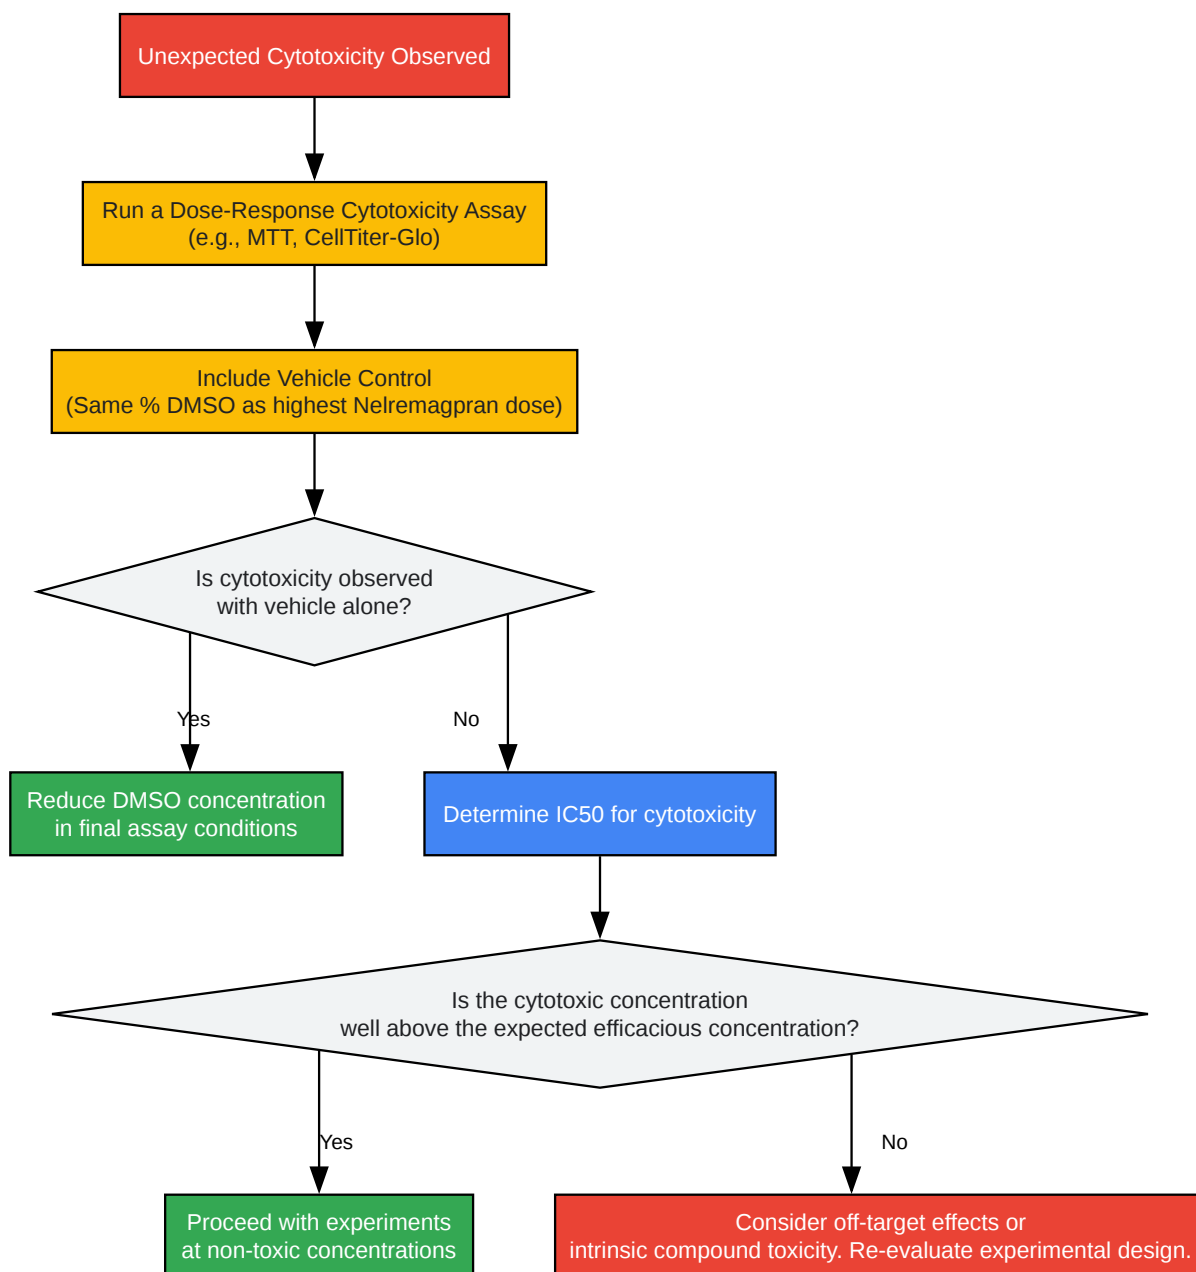 Unexpected Cytotoxicity Observed
Run a Dose-Response Cytotoxicity Assay
(e.g., MTT, CellTiter-Glo)
Include Vehicle Control
(Same % DMSO as highest Nelremagpran dose)
Is cytotoxicity observed
with vehicle alone?
Yes
No
Reduce DMSO concentration
in final assay conditions
Determine IC50 for cytotoxicity
Is the cytotoxic concentration
well above the expected efficacious concentration?
Yes
No
Proceed with experiments
at non-toxic concentrations
Consider off-target effects or
intrinsic compound toxicity. Re-evaluate experimental design.